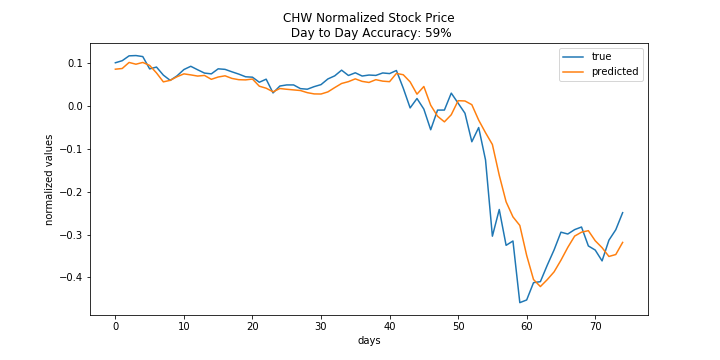 CHW Normalized Stock Price
Day to Day Accuracy: 59%
true
predicted
normalized values
0.1
0.0
−0.1
−0.2
−0.3
−0.4
0 10 20 30 40 50 60 70
days